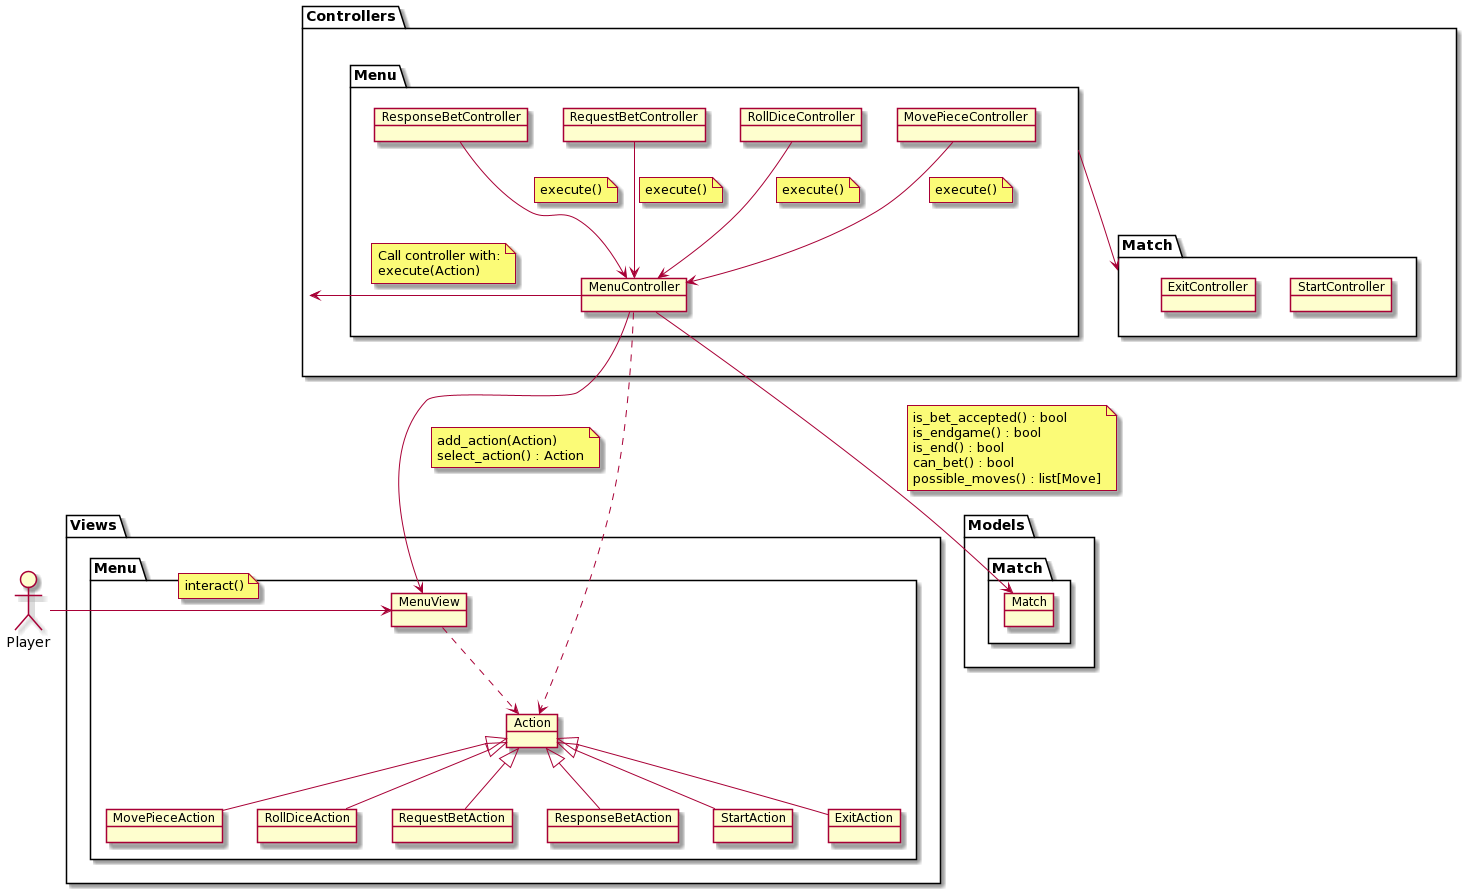 Controllers
Menu
ResponseBetController
RequestBetController
RollDiceController
MovePieceController
execute()
execute()
execute()
execute()
Call controller with:
execute(Action)
MenuController
Match
ExitController
StartController
add_action(Action)
select_action() : Action
is_bet_accepted() : bool
is_endgame() : bool
is_end() : bool
can_bet() : bool
possible_moves() : list[Move]
Views
Menu
interact()
MenuView
Player
Models
Match
Match
Action
MovePieceAction
RollDiceAction
RequestBetAction
ResponseBetAction
StartAction
ExitAction